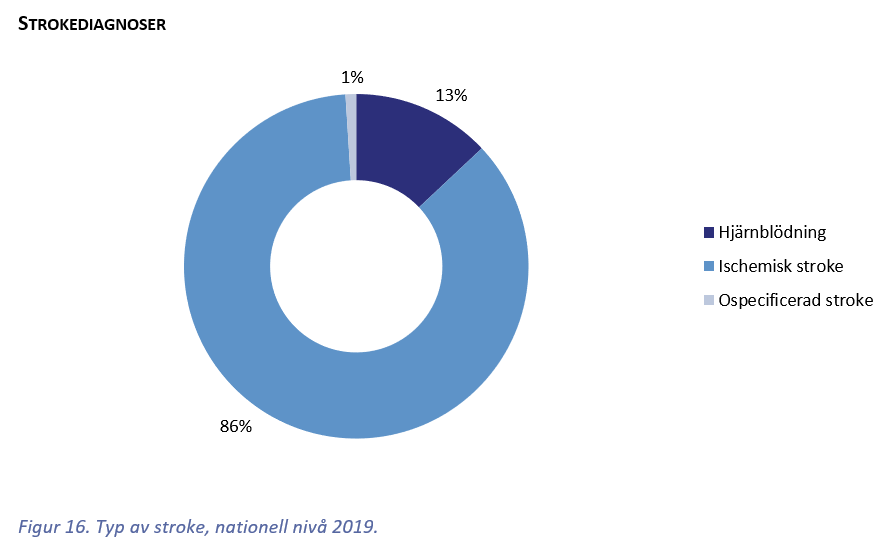 STROKEDIAGNOSER
1%
13%
86%
Hjärnblödning
Ischemisk stroke
Ospecificerad stroke
Figur 16. Typ av stroke, nationell nivå 2019.